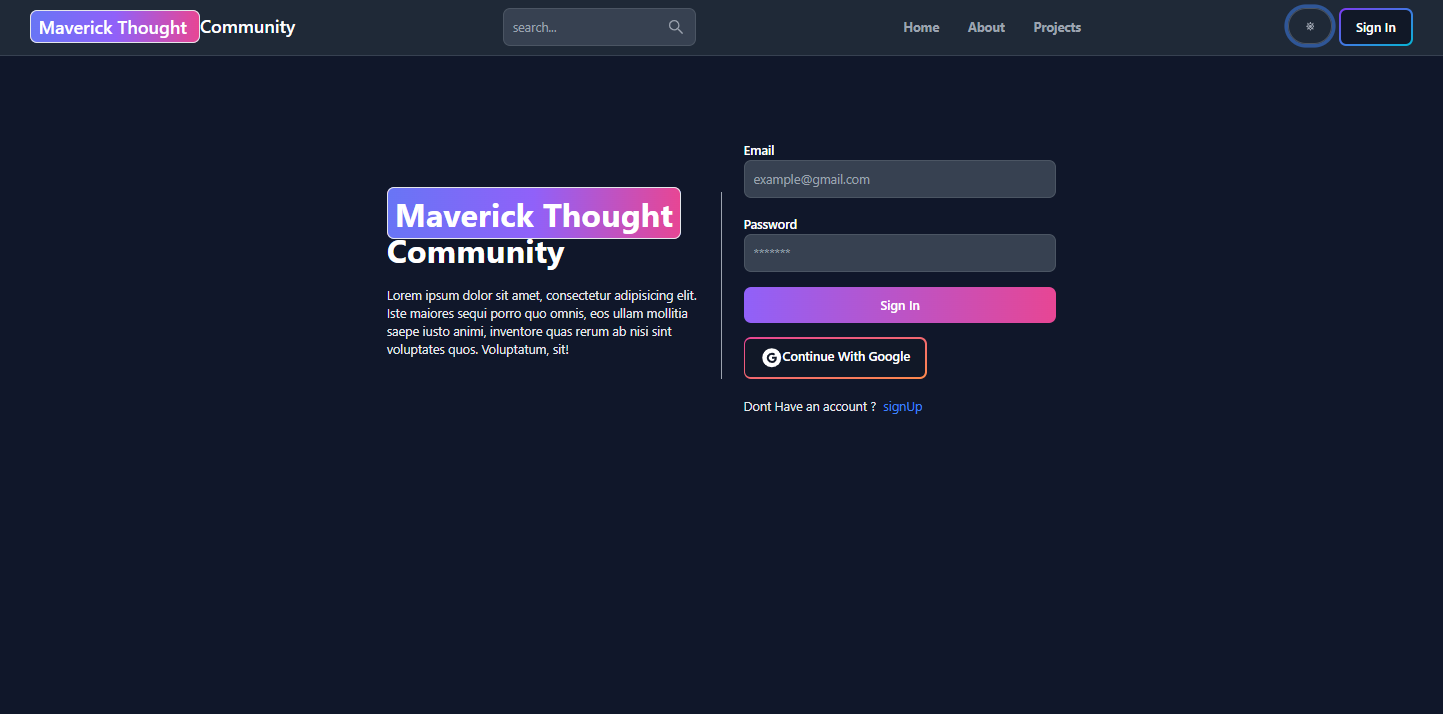 Maverick Thought Community
search...
Home About Projects
Sign In
Maverick Thought
Community
Lorem ipsum dolor sit amet, consectetur adipisicing elit.
Iste maiores sequi porro quo omnis, eos ullam mollitia
saepe iusto animi, inventore quas rerum ab nisi sint
voluptates quos. Voluptatum, sit!
Email
example@gmail.com
Password
*******
Sign In
G Continue With Google
Dont Have an account ? signUp